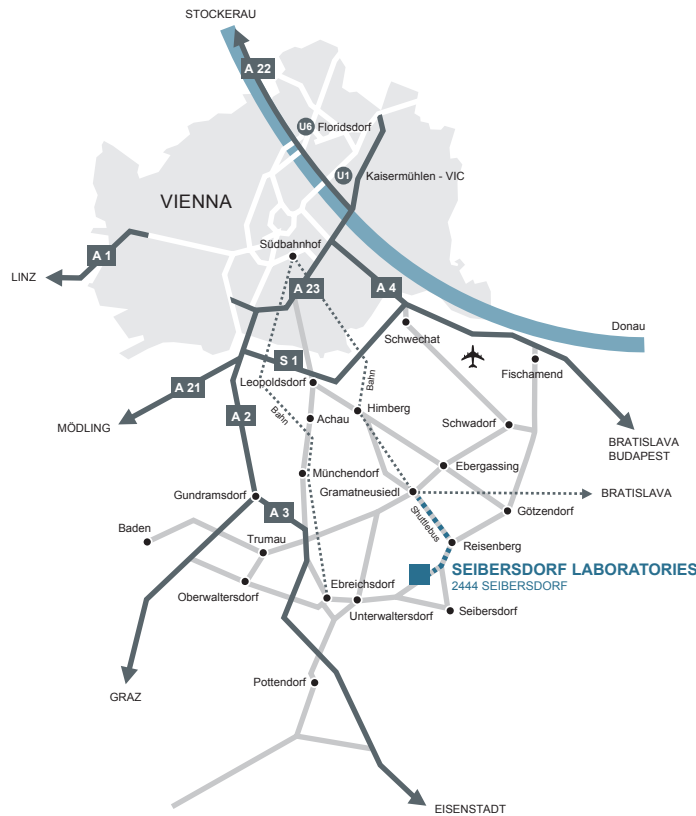 STOCKERAU
A 22
U6 Floridsdorf
U1
Kaisermühlen - VIC
VIENNA
Südbahnhof
A 1
LINZ
A 23
A 4
Donau
Schwechat
S 1
Fischamend
Bahn
Leopoldsdorf
A 21
Himberg
A 2
Achau
Bahn
Schwadorf
MÖDLING
BRATISLAVA
BUDAPEST
Ebergassing
Münchendorf
Gramatneusiedl
BRATISLAVA
Gundramsdorf
A 3
Götzendorf
Shuttlebus
Baden
Trumau
Reisenberg
SEIBERSDORF LABORATORIES
2444 SEIBERSDORF
Oberwaltersdorf
Ebreichsdorf
Unterwaltersdorf
Seibersdorf
Pottendorf
GRAZ
EISENSTADT